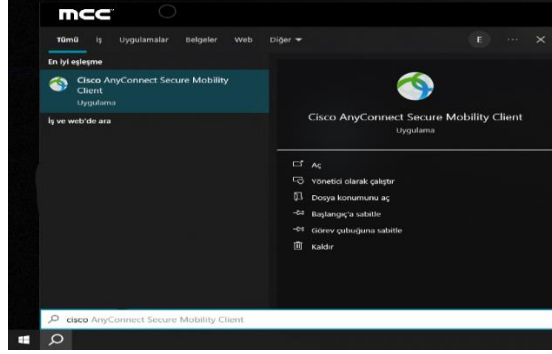 mcc
Tümü İş Uygulamalar Belgeler Web Diğer E
En iyi eşleşme
Cisco AnyConnect Secure Mobility
Client
Uygulama
İş ve web'de ara
Cisco AnyConnect Secure Mobility Client
Uygulama
Aç
Yönetici olarak çalıştır
Dosya konumunu aç
Başlangıç'a sabitle
Görev çubuğuna sabitle
Kaldır
cisco AnyConnect Secure Mobility Client